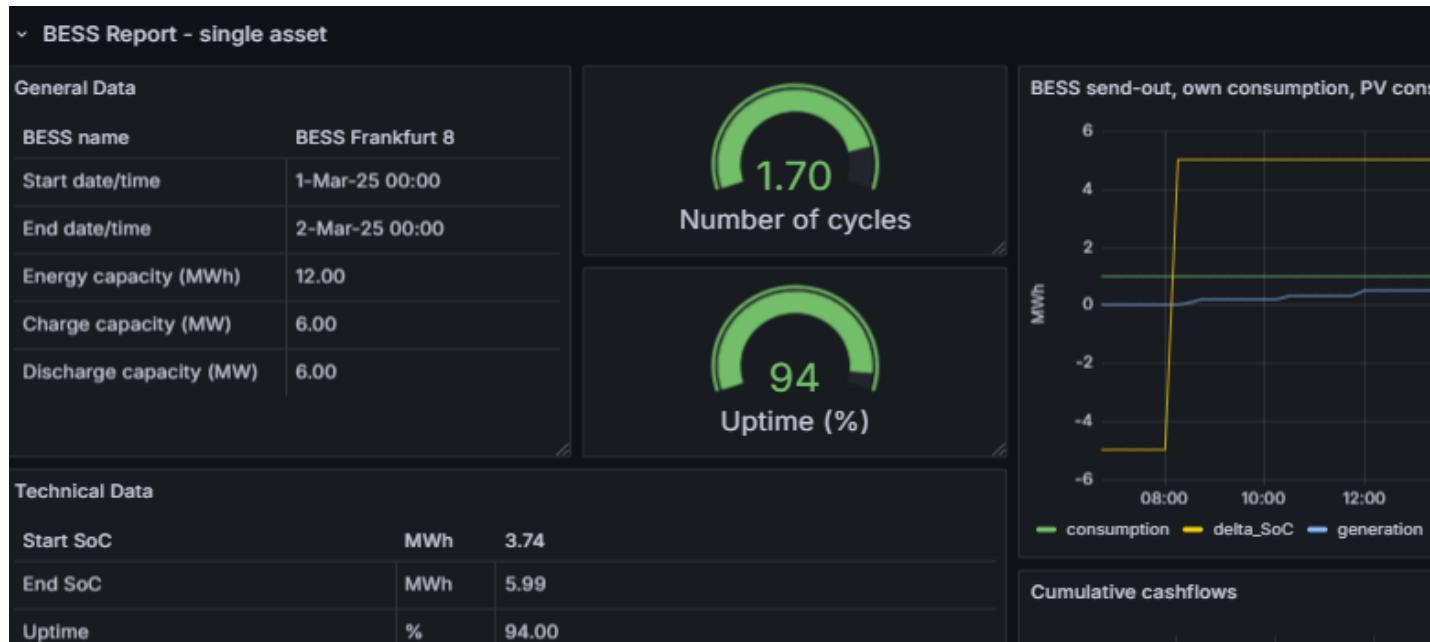 BESS Report - single asset
General Data
BESS name BESS Frankfurt 8
Start date/time 1-Mar-25 00:00
End date/time 2-Mar-25 00:00
Energy capacity (MWh) 12.00
Charge capacity (MW) 6.00
Discharge capacity (MW) 6.00
1.70
Number of cycles
94
Uptime (%)
BESS send-out, own consumption, PV cons
6
4
2
0
-2
-4
-6
MWh
08:00 10:00 12:00
consumption delta_SoC generation
Technical Data
Start SoC MWh 3.74
End SoC MWh 5.99
Uptime % 94.00
Cumulative cashflows